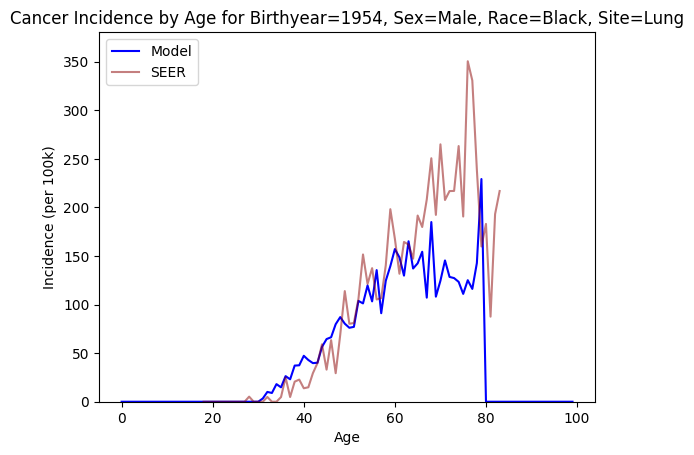 Cancer Incidence by Age for Birthyear=1954, Sex=Male, Race=Black, Site=Lung
Model
SEER
350
300
250
200
150
100
50
0
Incidence (per 100k)
0 20 40 60 80 100
Age